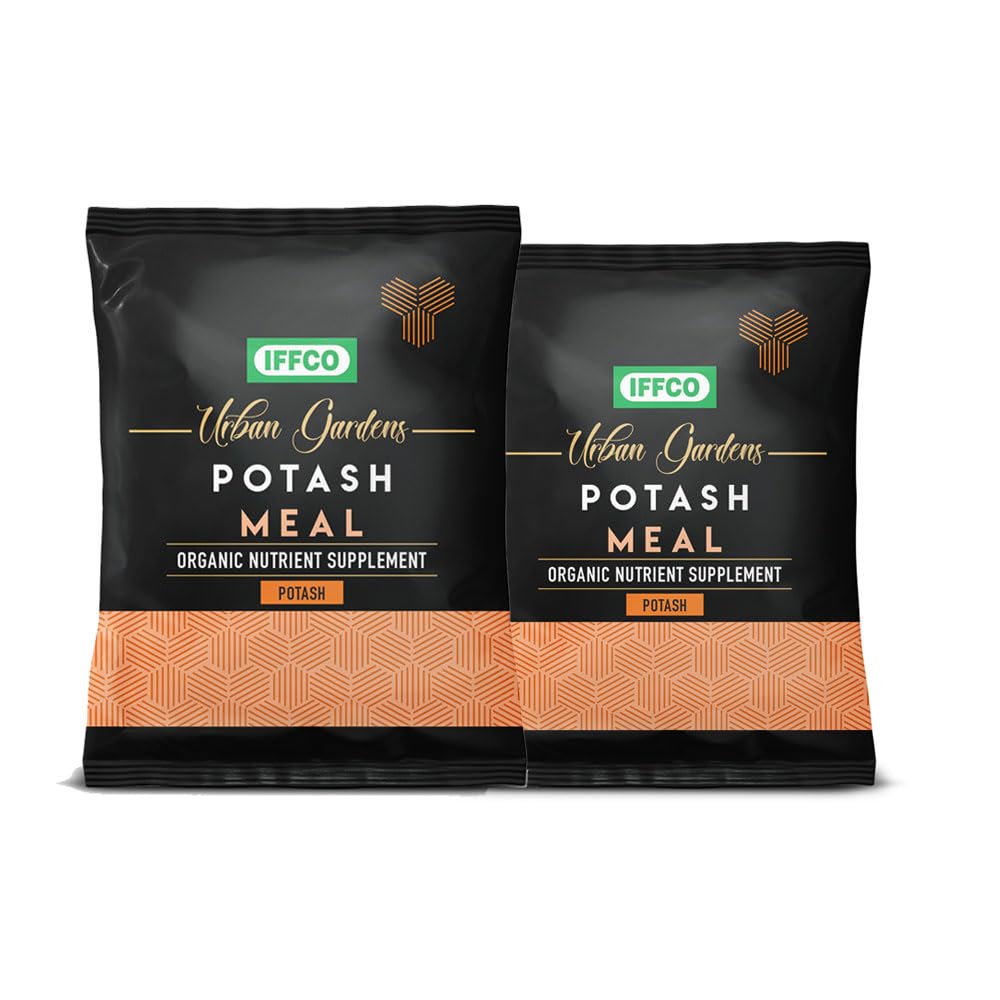 IFFCO
Urban Gardens
POTASH
MEAL
ORGANIC NUTRIENT SUPPLEMENT
POTASH
IFFCO
Urban Gardens
POTASH
MEAL
ORGANIC NUTRIENT SUPPLEMENT
POTASH